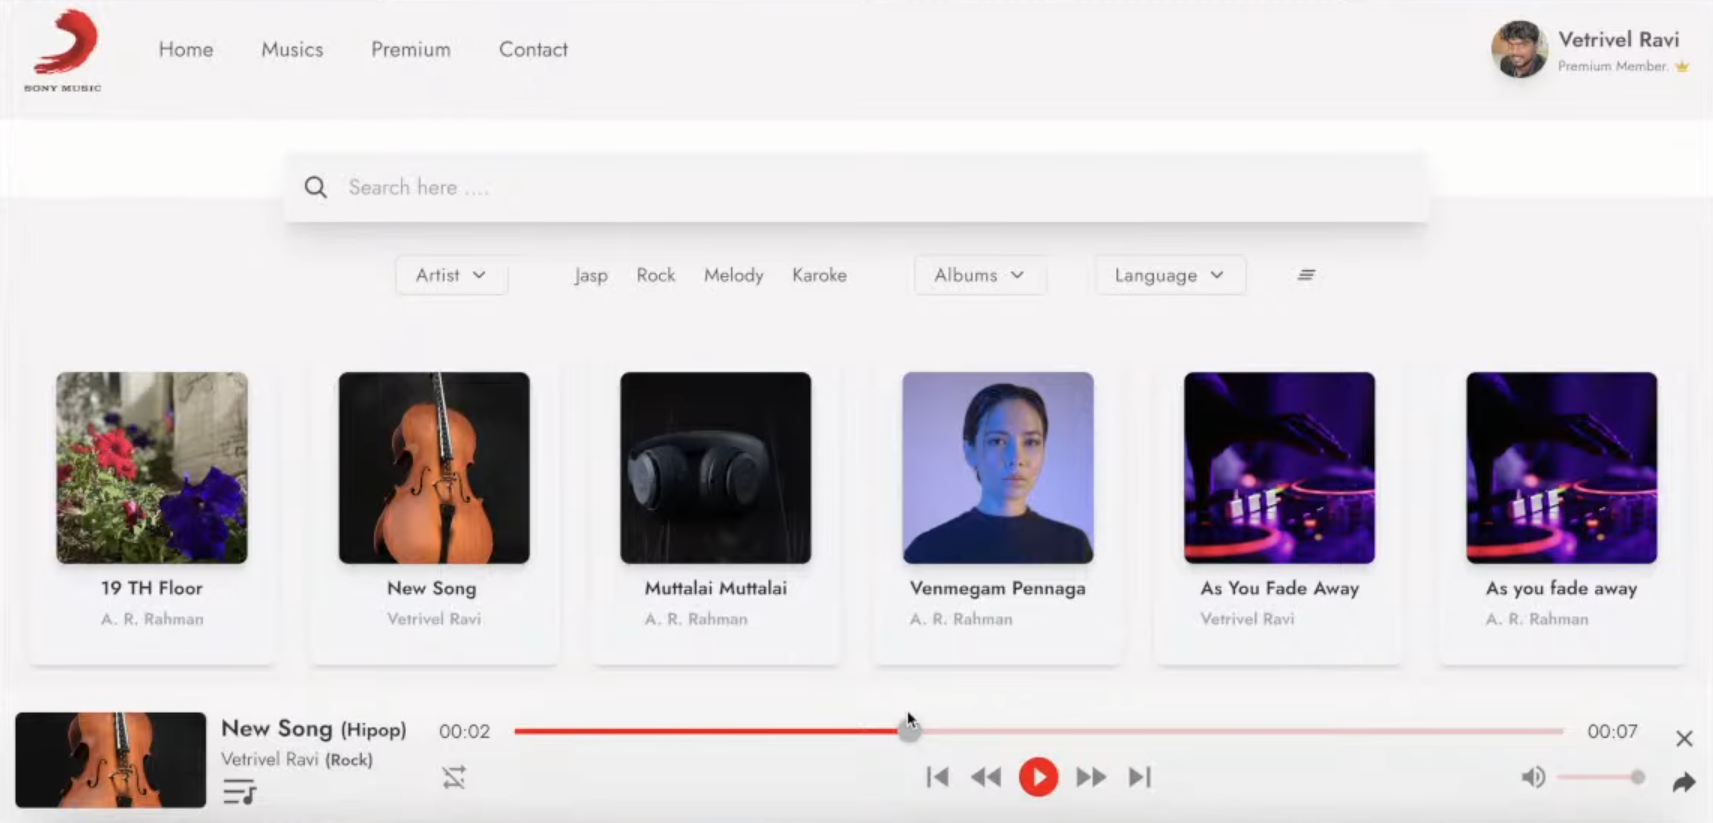 SONY MUSIC
Home Musics Premium Contact
Vetrivel Ravi
Premium Member.
Search here ....
Artist Jasp Rock Melody Karoke Albums Language
19 TH Floor
A. R. Rahman
New Song
Vetrivel Ravi
Muttalai Muttalai
A. R. Rahman
Venmegam Pennaga
A. R. Rahman
As You Fade Away
Vetrivel Ravi
As you fade away
A. R. Rahman
New Song (Hipop)
Vetrivel Ravi (Rock)
00:02
00:07